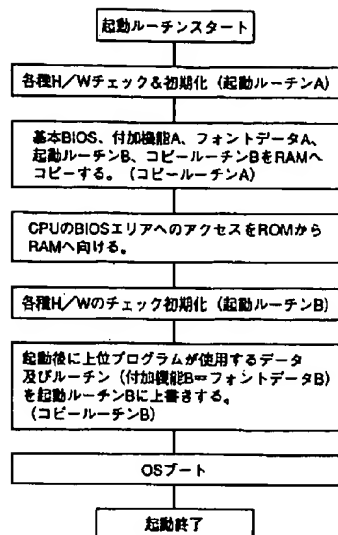 起動ルーチンスタート
各種H/Wチェック&初期化(起動ルーチンA)
基本BIOS、付加機能A、フォントデータA、
起動ルーチンB、コピールーチンBをRAMへ
コピーする。(コピールーチンA)
CPUのBIOSエリアへのアクセスをROMから
RAMへ向ける。
各種H/Wのチェック初期化(起動ルーチンB)
起動後に上位プログラムが使用するデータ
及びルーチン(付加機能B=フォントデータB)
を起動ルーチンBに上書きする。
(コピールーチンB)
OSブート
起動終了